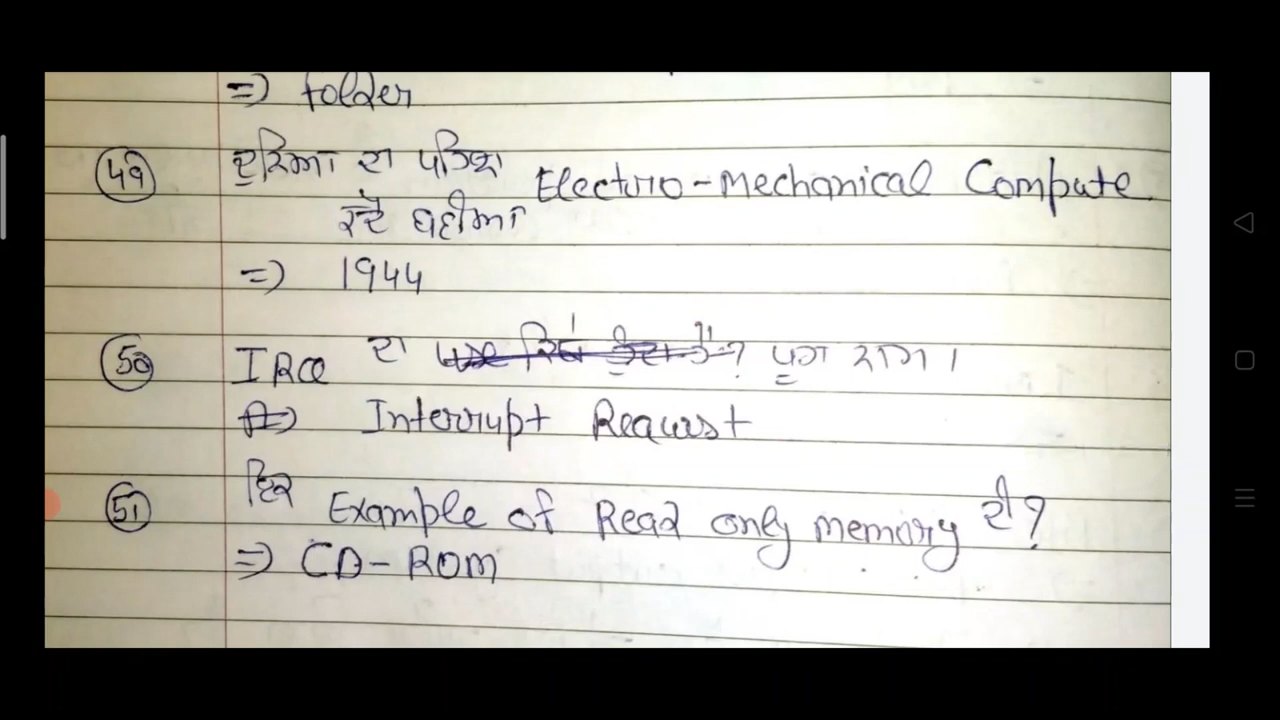 => folder
49 ਦੁਨਿਆ ਦਾ ਪਹਿਲਾ Electro-Mechanical Compute
ਕਦੋਂ ਬਣਿਆ
=> 1944
50 IRQ ਦਾ ਪੂਰਾ ਨਾਮ ।
=> Interrupt Request
51 ਇਕ Example of Read only memory ਦੀ?
=> CD-ROM